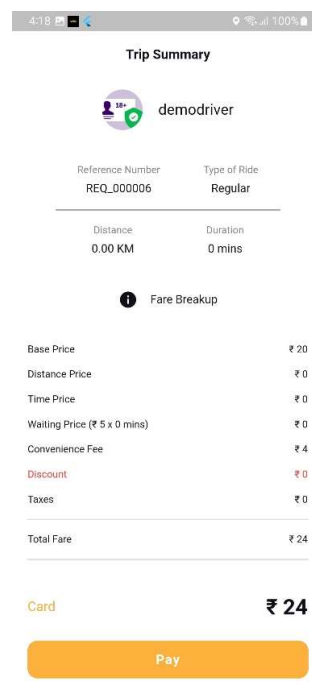 4:18 100%
Trip Summary
18+
demodriver
Reference Number Type of Ride
REQ_000006 Regular
Distance Duration
0.00 KM 0 mins
Fare Breakup
Base Price ₹ 20
Distance Price ₹ 0
Time Price ₹ 0
Waiting Price (₹ 5 x 0 mins) ₹ 0
Convenience Fee ₹ 4
Discount ₹ 0
Taxes ₹ 0
Total Fare ₹ 24
Card ₹ 24
Pay